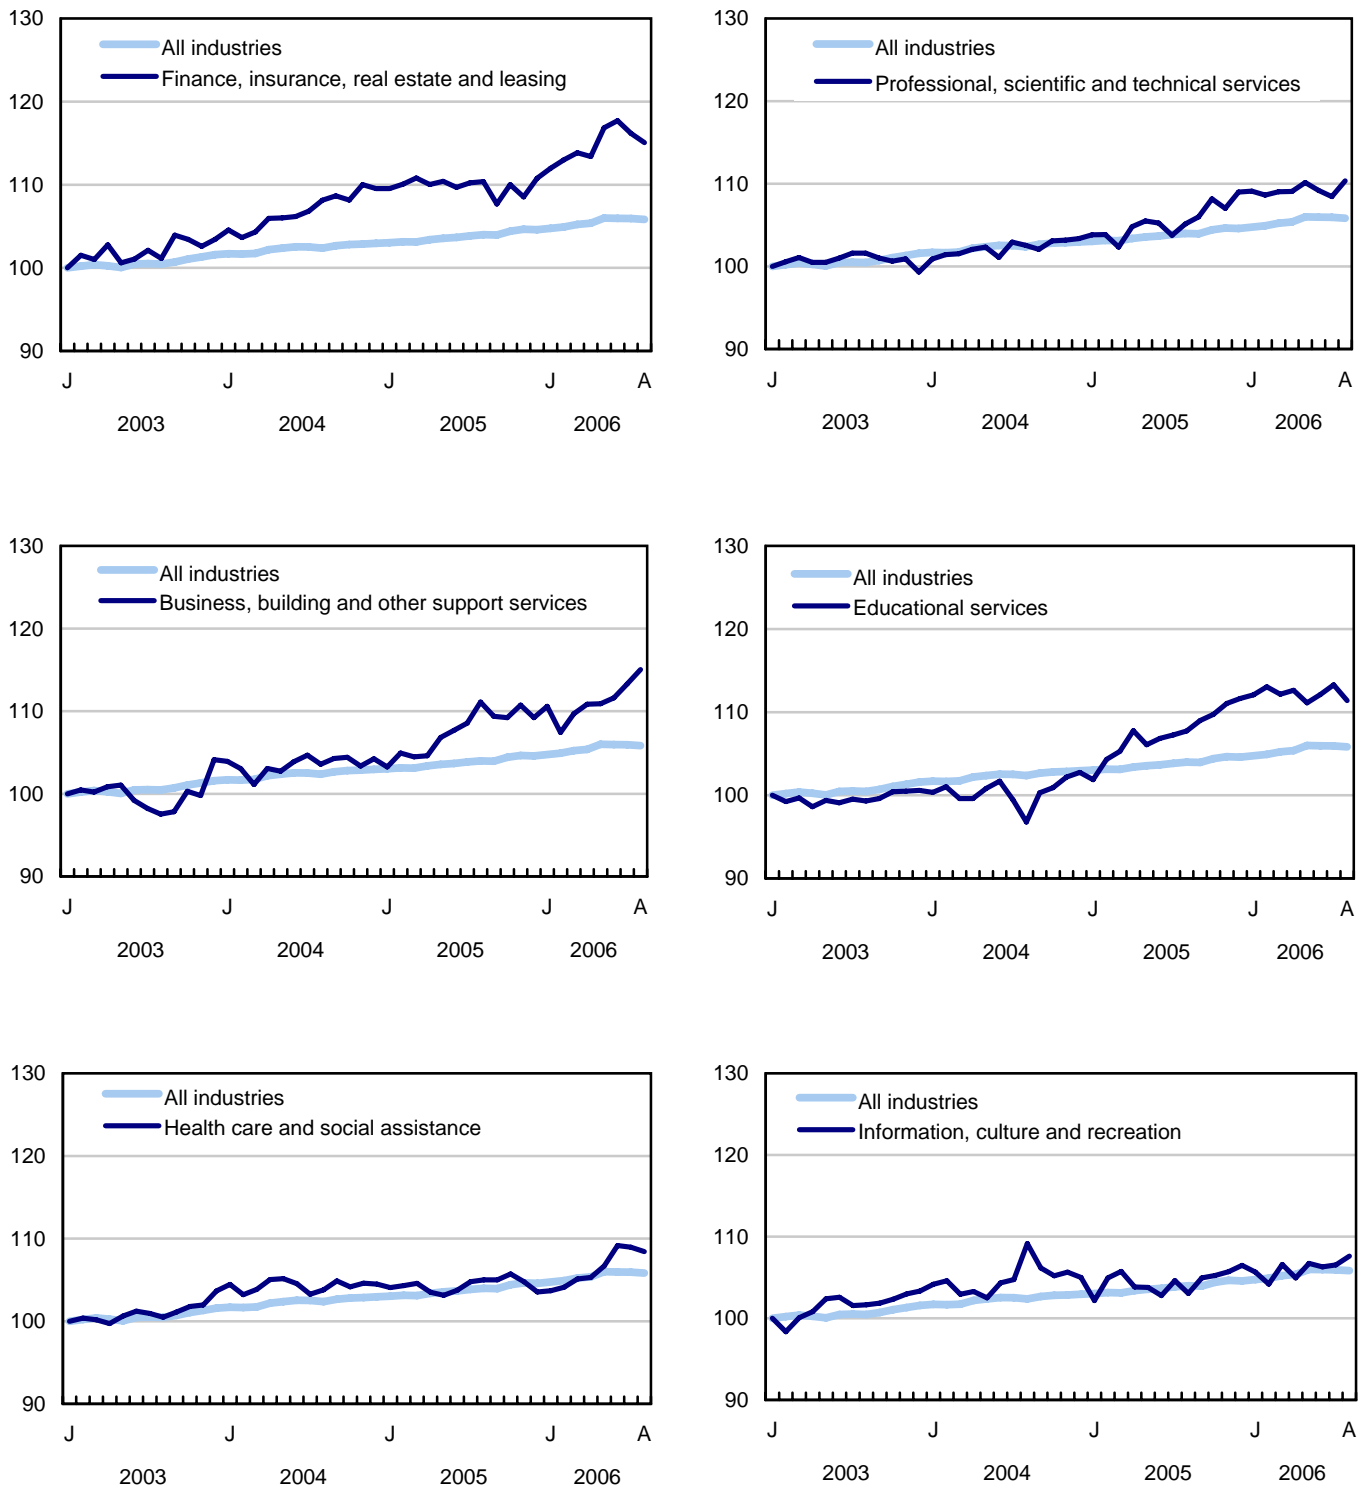 130
All industries
Finance, insurance, real estate and leasing
120
110
100
90
J J J J A
2003 2004 2005 2006
130
All industries
Professional, scientific and technical services
120
110
100
90
J J J J A
2003 2004 2005 2006
130
All industries
Business, building and other support services
120
110
100
90
J J J J A
2003 2004 2005 2006
130
All industries
Educational services
120
110
100
90
J J J J A
2003 2004 2005 2006
130
All industries
Health care and social assistance
120
110
100
90
J J J J A
2003 2004 2005 2006
130
All industries
Information, culture and recreation
120
110
100
90
J J J J A
2003 2004 2005 2006